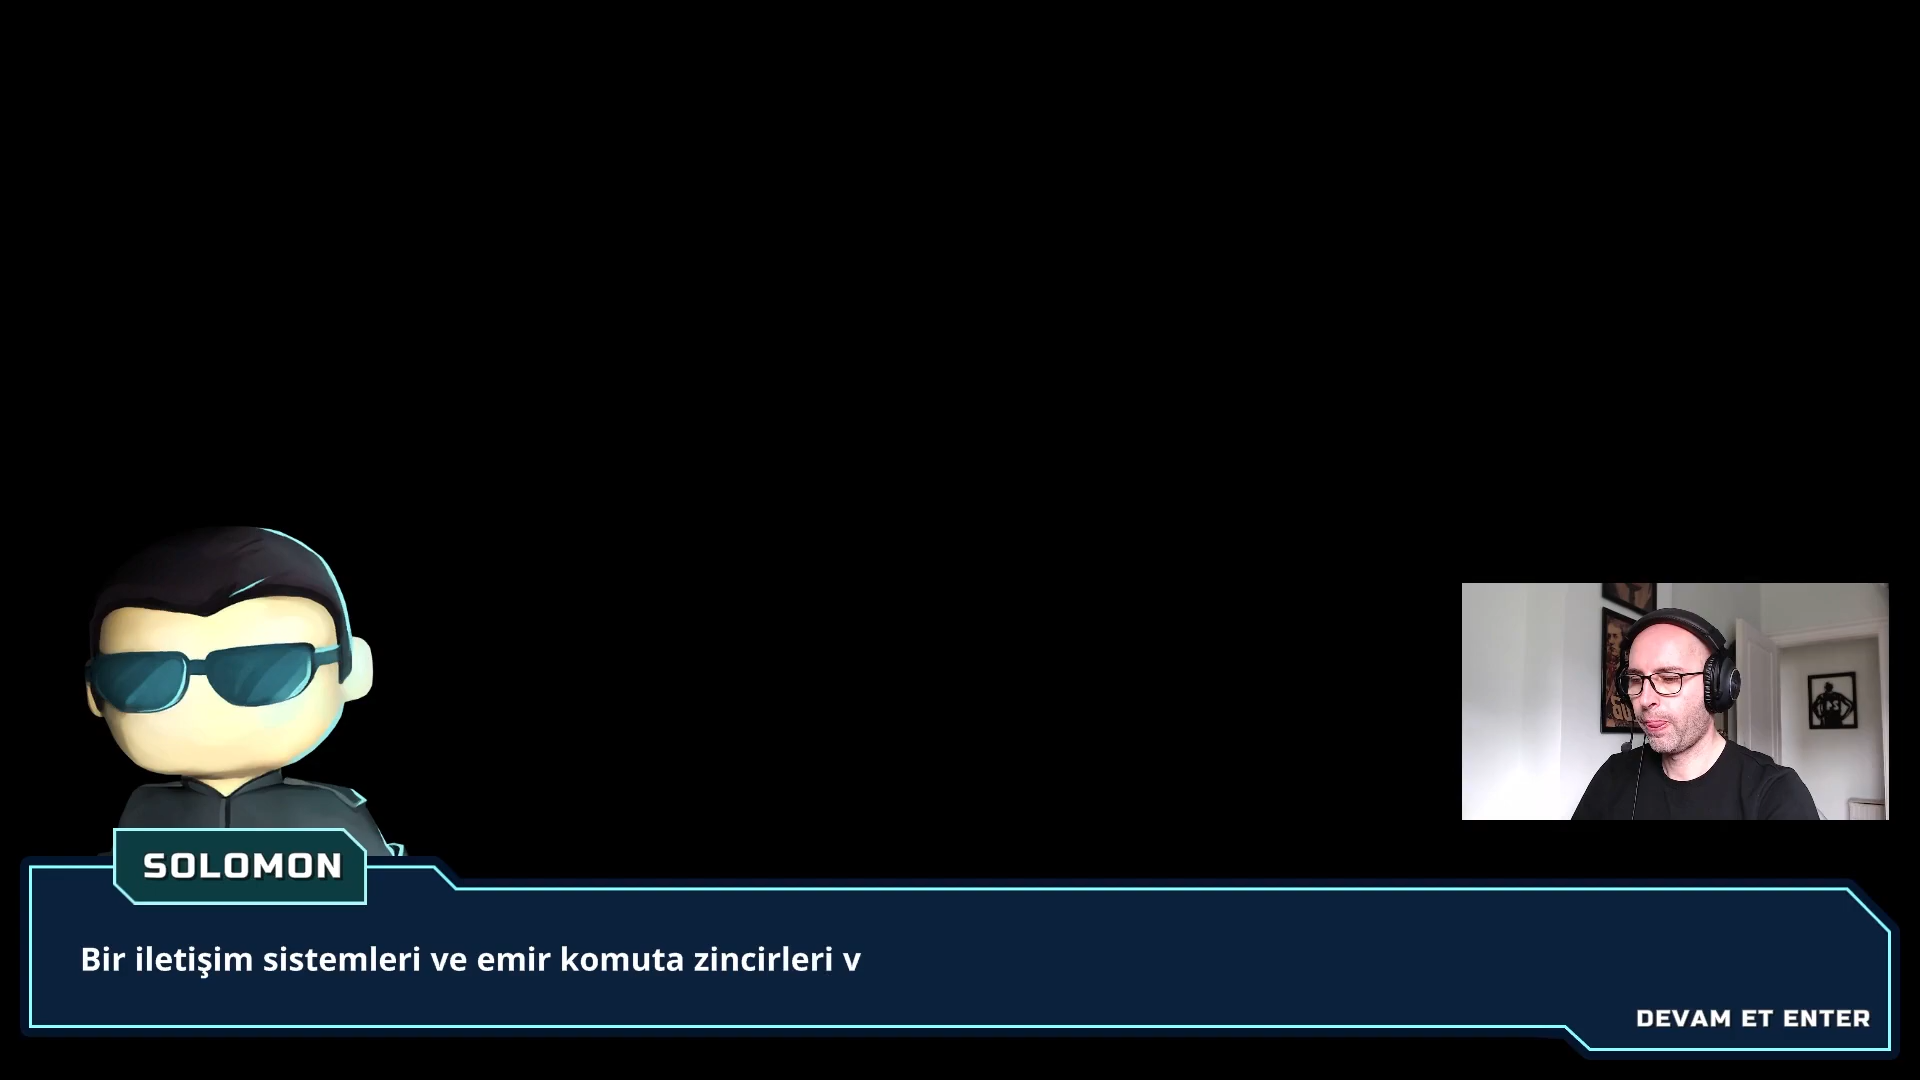 SOLOMON
Bir iletişim sistemleri ve emir komuta zincirleri v
DEVAM ET ENTER